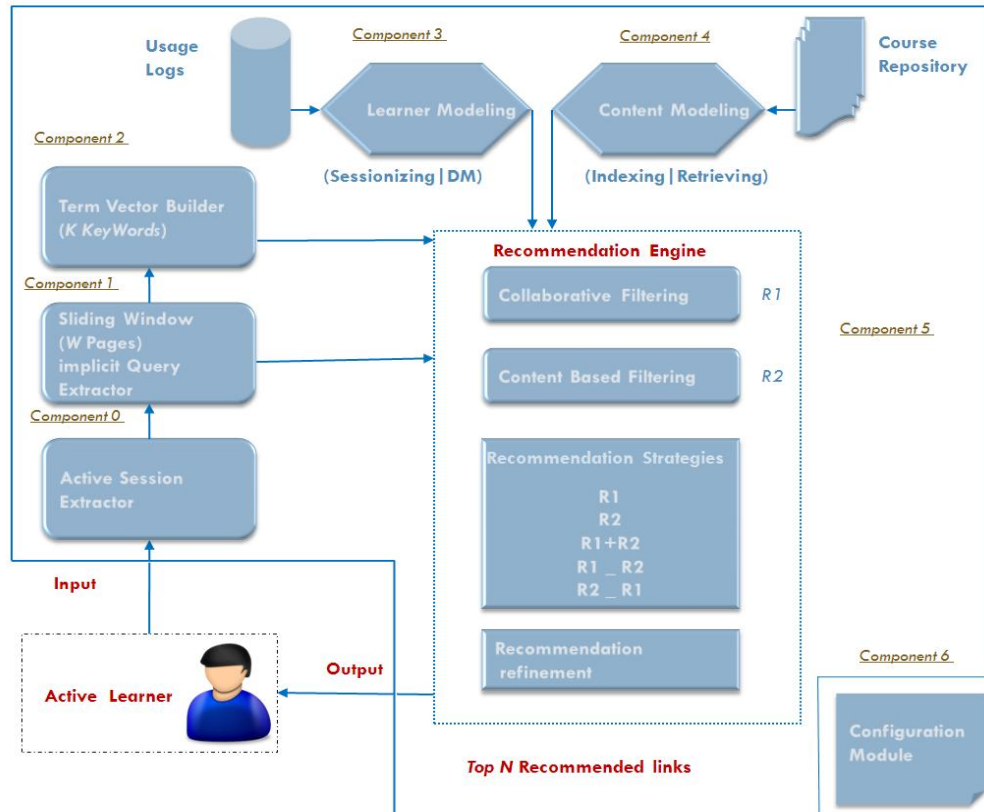 Usage
Logs
Component 3
Component 4
Course
Repository
Learner Modeling
Content Modeling
(Sessionizing|DM)
(Indexing|Retrieving)
Component 2
Term Vector Builder
(K KeyWords)
Component 1
Sliding Window
(W Pages)
implicit Query
Extractor
Component 0
Active Session
Extractor
Input
Active Learner
Output
Recommendation Engine
Collaborative Filtering
R1
Content Based Filtering
R2
Component 5
Recommendation Strategies
R1
R2
R1+R2
R1 _ R2
R2 _ R1
Recommendation
refinement
Top N Recommended links
Component 6
Configuration
Module